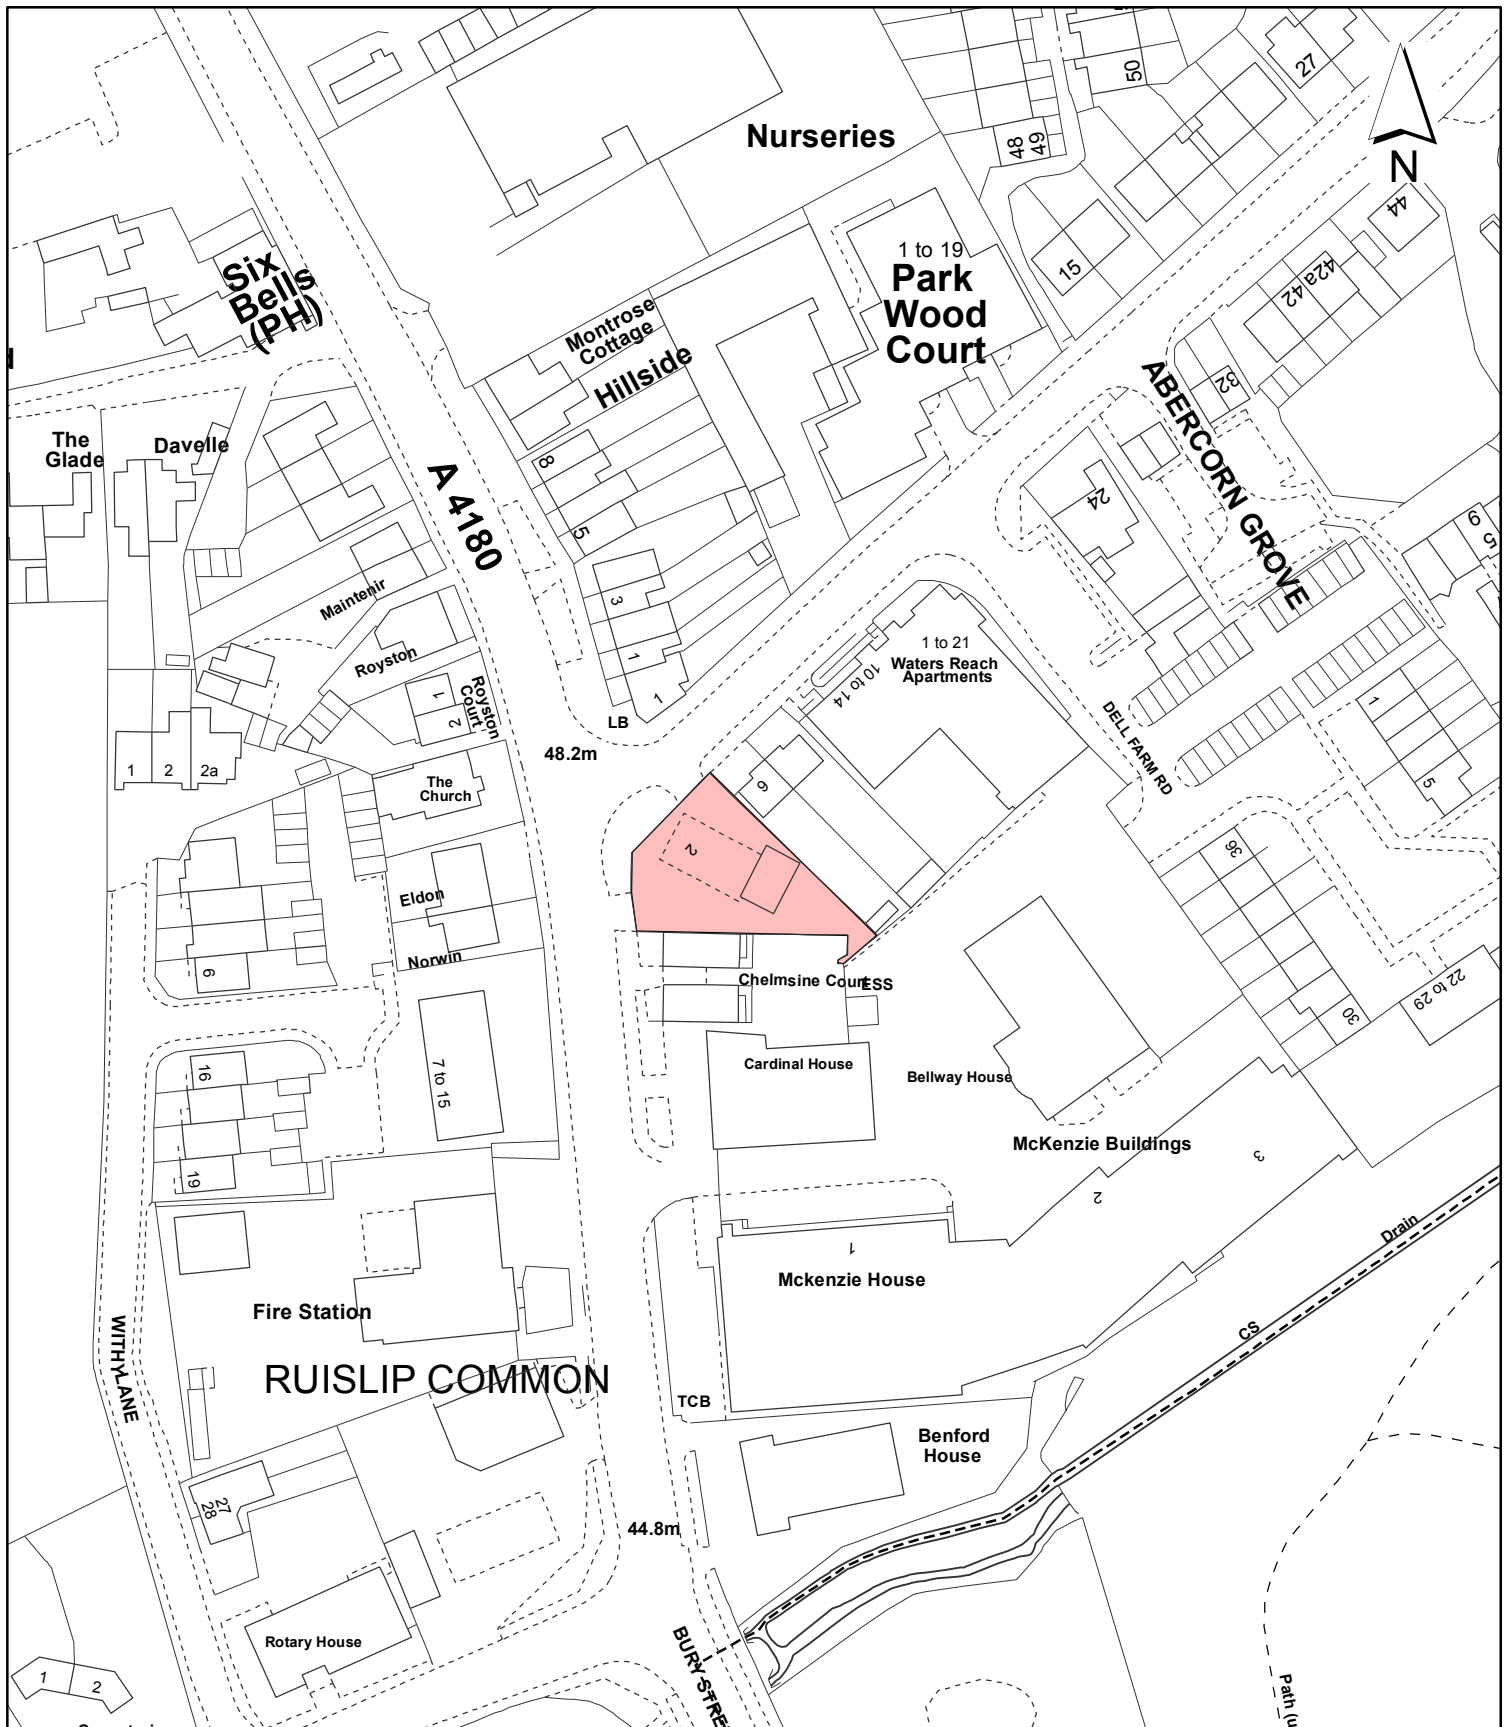 50
27
Nurseries
48
49
N
44
1 to 19
Park
Wood
Court
15
42a
42
Six
Bells
(PH)
Montrose
Cottage
Hillside
ABERCORN GROVE
32
The
Glade
Davelle
8
A 4180
24
5
9
5
Maintenir
3
1
1
Royston
1
2
Royston
Court
1 to 21
Waters Reach
Apartments
10 to 14
LB
48.2m
DELL FARM RD
1
5
1
2
2a
The
Church
6
2
36
Eldon
Norwin
6
Chelmsine Court
ESS
22 to 29
30
16
7 to 15
Cardinal House
Bellway House
19
McKenzie Buildings
3
2
1
Mckenzie House
Drain
CS
Fire Station
WITHY LANE
RUISLIP COMMON
TCB
Benford
House
27
28
44.8m
Rotary House
BURY STRE
1
2
Path (u